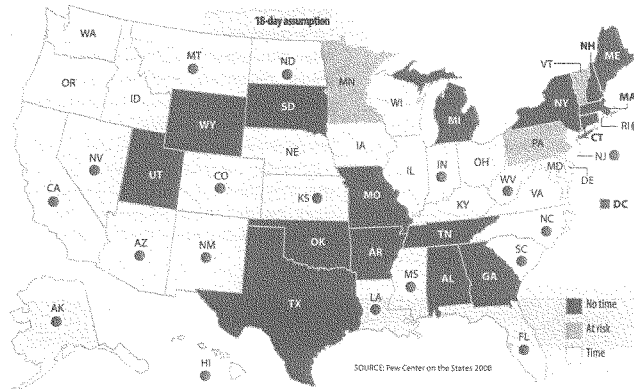 18-day assumption
WA
MT
ND
MN
VT
NH
ME
OR
ID
SD
WI
NY
MA
WY
MI
RI
CT
IA
PA
NJ
NV
UT
NE
IL
IN
OH
MD
DE
CA
CO
KS
MO
WV
VA
KY
DC
AZ
NM
OK
AR
TN
NC
SC
MS
AL
GA
TX
LA
AK
FL
HI
No time
At risk
Time
SOURCE: Pew Center on the States 2008